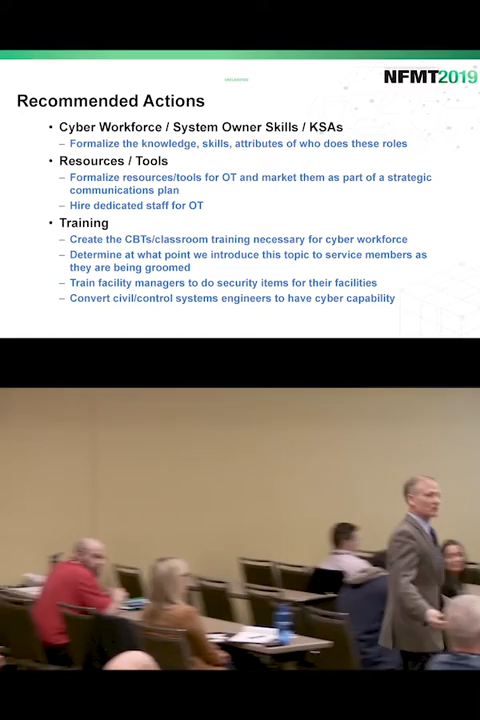 UNCLASSIFIED
NFMT2019
Recommended Actions
• Cyber Workforce / System Owner Skills / KSAs
– Formalize the knowledge, skills, attributes of who does these roles
• Resources / Tools
– Formalize resources/tools for OT and market them as part of a strategic
communications plan
– Hire dedicated staff for OT
• Training
– Create the CBTs/classroom training necessary for cyber workforce
– Determine at what point we introduce this topic to service members as
they are being groomed
– Train facility managers to do security items for their facilities
– Convert civil/control systems engineers to have cyber capability